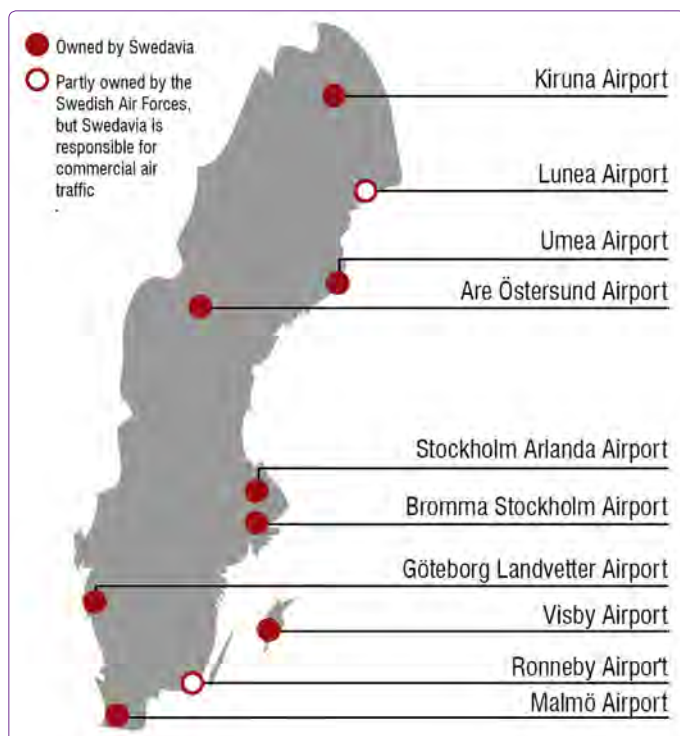 Owned by Swedavia
Partly owned by the
Swedish Air Forces,
but Swedavia is
responsible for
commercial air
traffic
.
Kiruna Airport
Lunea Airport
Umea Airport
Are Östersund Airport
Stockholm Arlanda Airport
Bromma Stockholm Airport
Göteborg Landvetter Airport
Visby Airport
Ronneby Airport
Malmö Airport